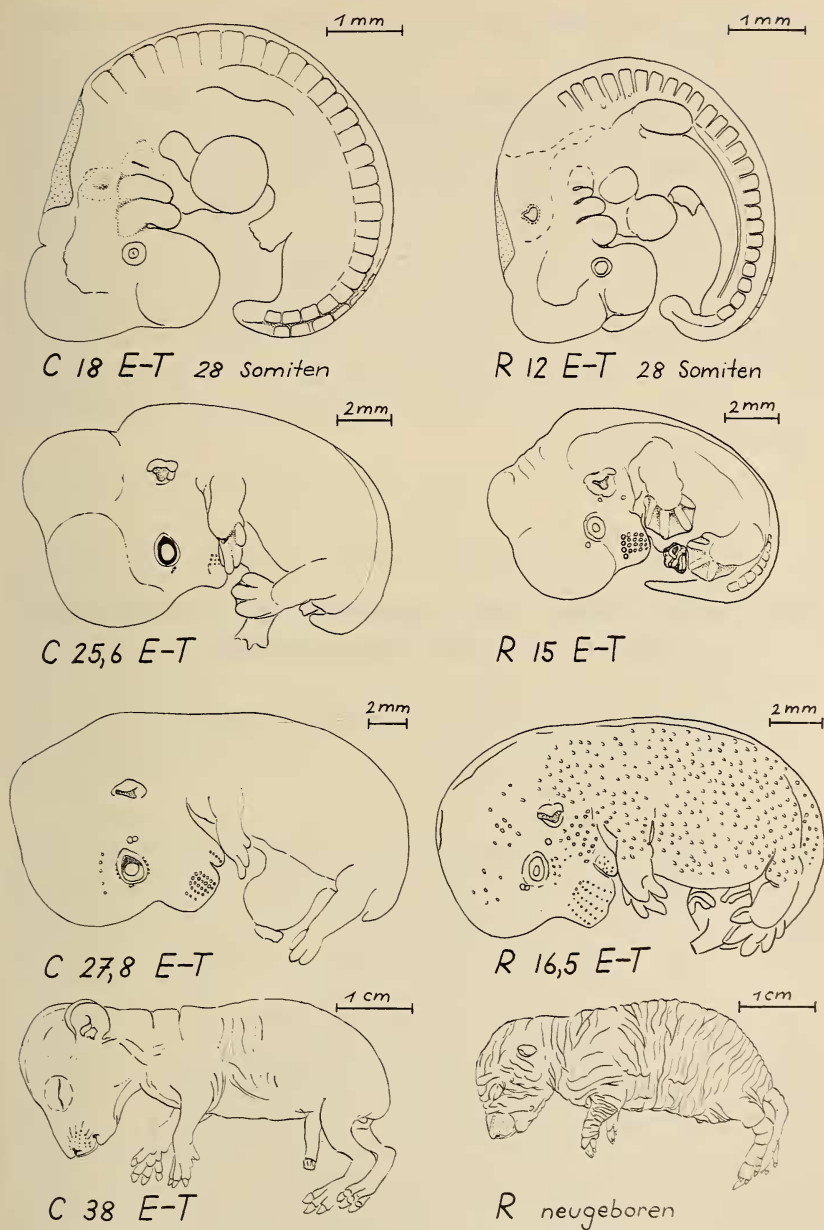 1 mm
1 mm
C 18 E-T 28 Somiten
R 12 E-T 28 Somiten
2 mm
2 mm
C 25,6 E-T
R 15 E-T
2 mm
2 mm
C 27,8 E-T
R 16,5 E-T
1 cm
1 cm
C 38 E-T
R neugeboren